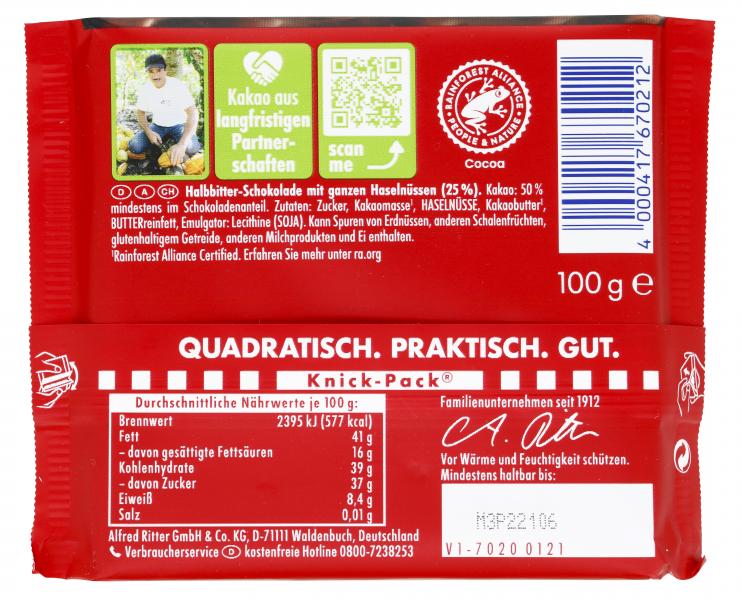 Kakao aus
langfristigen
Partner-
schaften
scan
me
RAINFOREST ALLIANCE
PEOPLE & NATURE
Cocoa
4 000417 670212
D A CH Halbbitter-Schokolade mit ganzen Haselnüssen (25 %). Kakao: 50 %
mindestens im Schokoladenanteil. Zutaten: Zucker, Kakaomasse¹, HASELNÜSSE, Kakaobutter¹,
BUTTERreinfett, Emulgator: Lecithine (SOJA). Kann Spuren von Erdnüssen, anderen Schalenfrüchten,
glutenhaltigem Getreide, anderen Milchprodukten und Ei enthalten.
¹Rainforest Alliance Certified. Erfahren Sie mehr unter ra.org
100 g e
QUADRATISCH. PRAKTISCH. GUT.
Knick-Pack®
Durchschnittliche Nährwerte je 100 g:
Brennwert 2395 kJ (577 kcal)
Fett 41 g
– davon gesättigte Fettsäuren 16 g
Kohlenhydrate 39 g
– davon Zucker 37 g
Eiweiß 8,4 g
Salz 0,01 g
Alfred Ritter GmbH & Co. KG, D-71111 Waldenbuch, Deutschland
Verbraucherservice D kostenfreie Hotline 0800-7238253
Familienunternehmen seit 1912
Vor Wärme und Feuchtigkeit schützen.
Mindestens haltbar bis:
M3P22106
V1-7020 0121